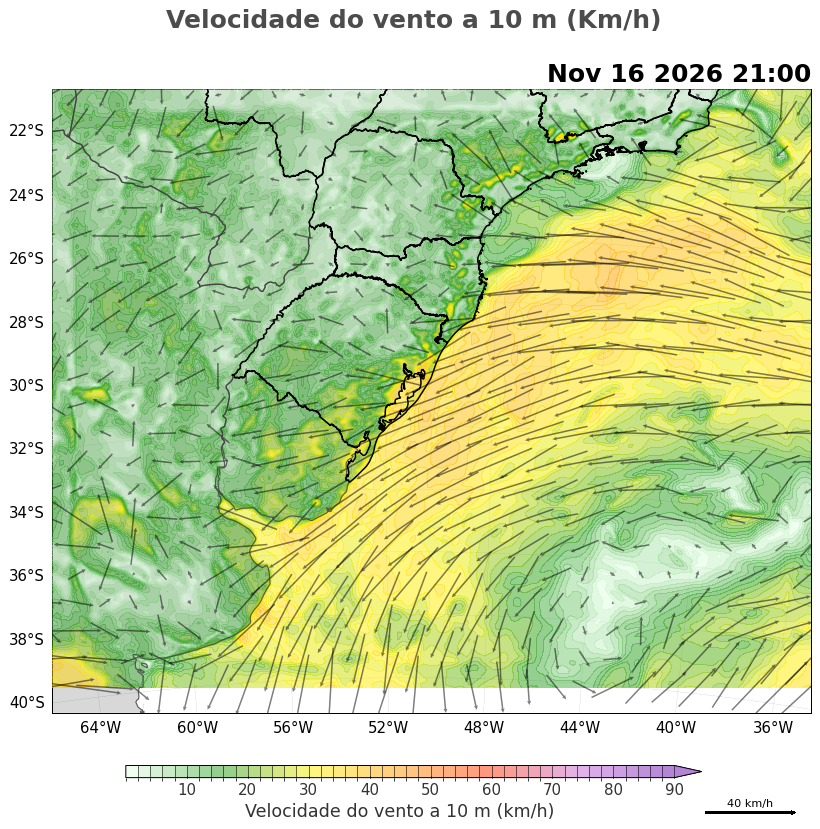 Velocidade do vento a 10 m (Km/h)
Nov 16 2026 21:00
22°S
24°S
26°S
28°S
30°S
32°S
34°S
36°S
38°S
40°S
64°W 60°W 56°W 52°W 48°W 44°W 40°W 36°W
10 20 30 40 50 60 70 80 90
Velocidade do vento a 10 m (km/h)
40 km/h